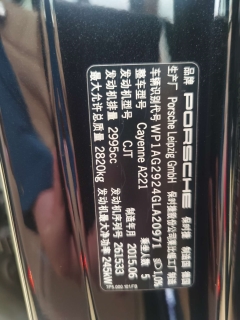 品牌 PORSCHE 保时捷 制造国 德国
生产厂 Porsche Leipzig GmbH
车辆识别代号 WP1AG2924GLA20971
整车型号 Cayenne A221 乘坐人数 5
发动机型号 CJT 制造年月 2015.06
发动机排量 2995cc 发动机序列号 261533
最大允许总质量 2820kg 发动机最大净功率 245kW